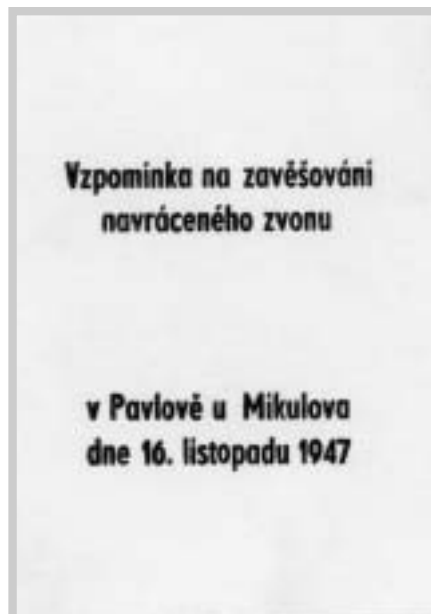 Vzpomínka na zavěšování
navráceného zvonu
v Pavlově u Mikulova
dne 16. listopadu 1947